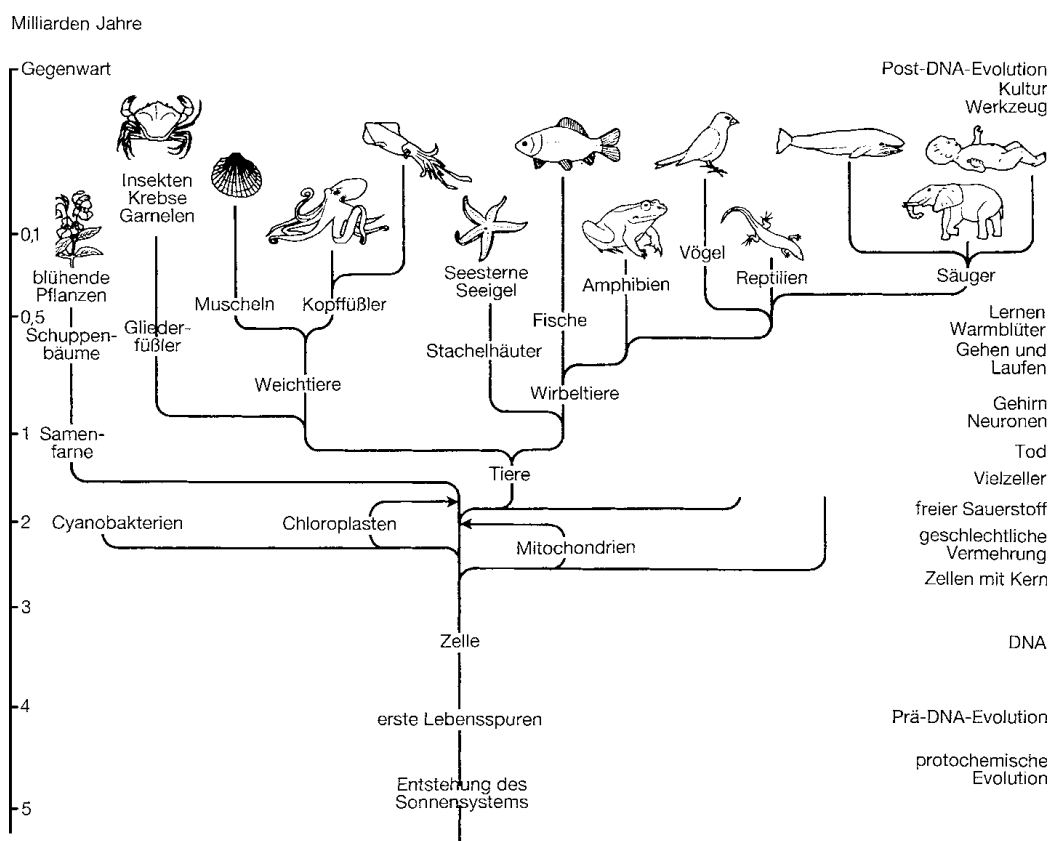 Milliarden Jahre
Gegenwart
Post-DNA-Evolution
Kultur
Werkzeug
Insekten
Krebse
Garnelen
0,1
blühende
Pflanzen
Muscheln
Kopffüßler
Seesterne
Seeigel
Amphibien
Vögel
Reptilien
Säuger
0,5
Schuppen-
bäume
Glieder-
füßler
Stachelhäuter
Fische
Lernen
Warmblüter
Gehen und
Laufen
Weichtiere
Wirbeltiere
Gehirn
Neuronen
1
Samen-
farne
Tod
Tiere
Vielzeller
2
Cyanobakterien
Chloroplasten
Mitochondrien
freier Sauerstoff
geschlechtliche
Vermehrung
Zellen mit Kern
3
Zelle
DNA
4
erste Lebensspuren
Prä-DNA-Evolution
protochemische
Evolution
Entstehung des
Sonnensystems
5